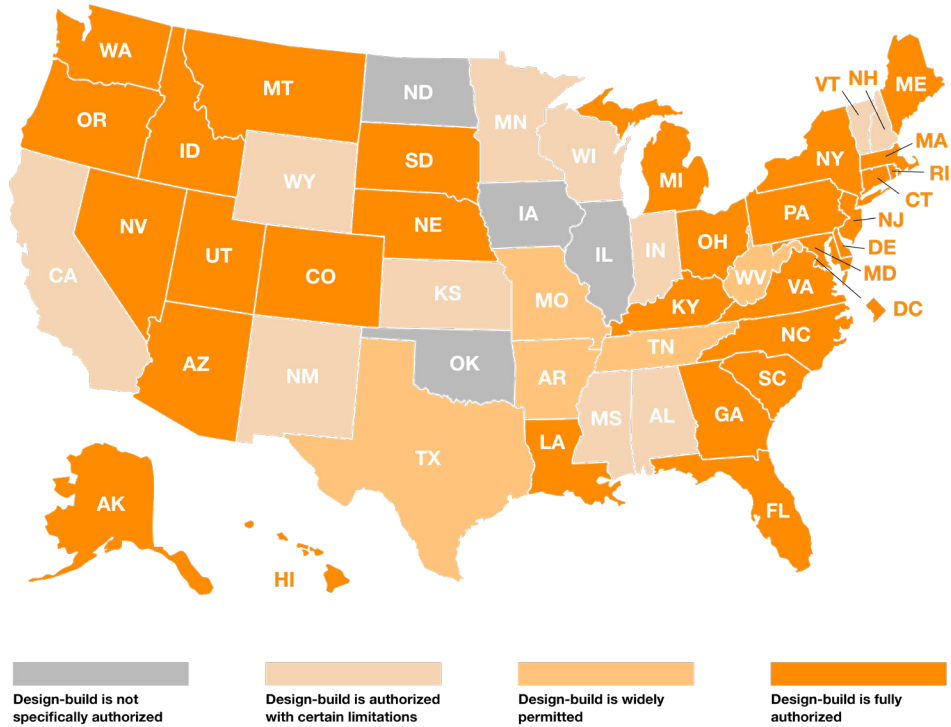 WA
MT
ND
MN
VT
NH
ME
OR
ID
SD
WI
MI
NY
MA
RI
CT
WY
NE
IA
PA
NJ
NV
UT
CO
IL
IN
OH
DE
MD
CA
KS
MO
WV
VA
DC
KY
AZ
NM
OK
AR
TN
NC
SC
TX
LA
MS
AL
GA
FL
AK
HI
Design-build is not
specifically authorized
Design-build is authorized
with certain limitations
Design-build is widely
permitted
Design-build is fully
authorized